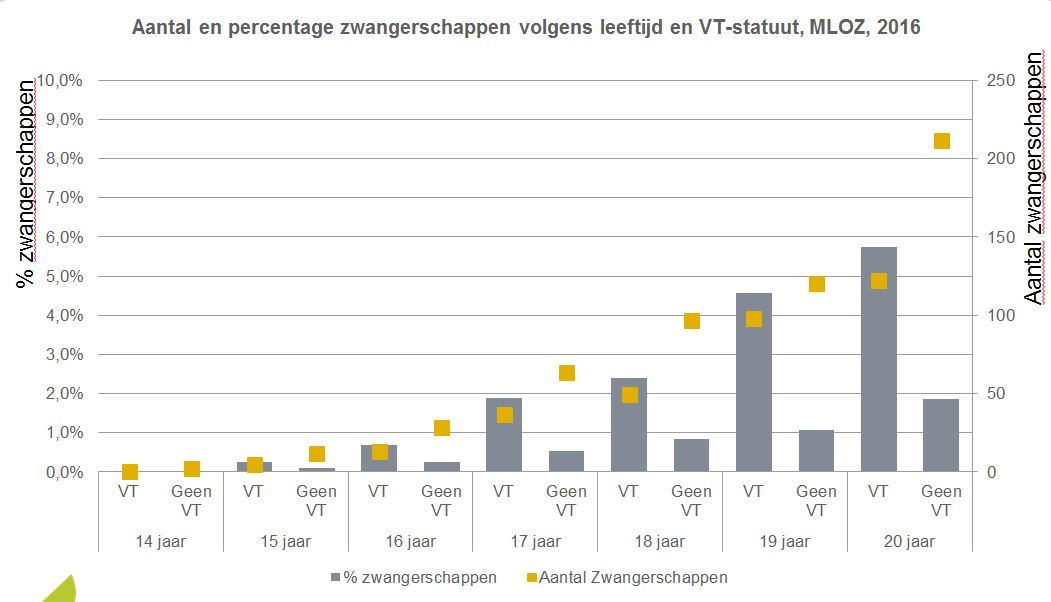 Aantal en percentage zwangerschappen volgens leeftijd en VT-statuut, MLOZ, 2016
% zwangerschappen
10,0%
9,0%
8,0%
7,0%
6,0%
5,0%
4,0%
3,0%
2,0%
1,0%
0,0%
250
200
150
100
50
0
Aantal zwangerschappen
VT Geen VT VT Geen VT VT Geen VT VT Geen VT VT Geen VT VT Geen VT VT Geen VT
14 jaar 15 jaar 16 jaar 17 jaar 18 jaar 19 jaar 20 jaar
% zwangerschappen Aantal Zwangerschappen